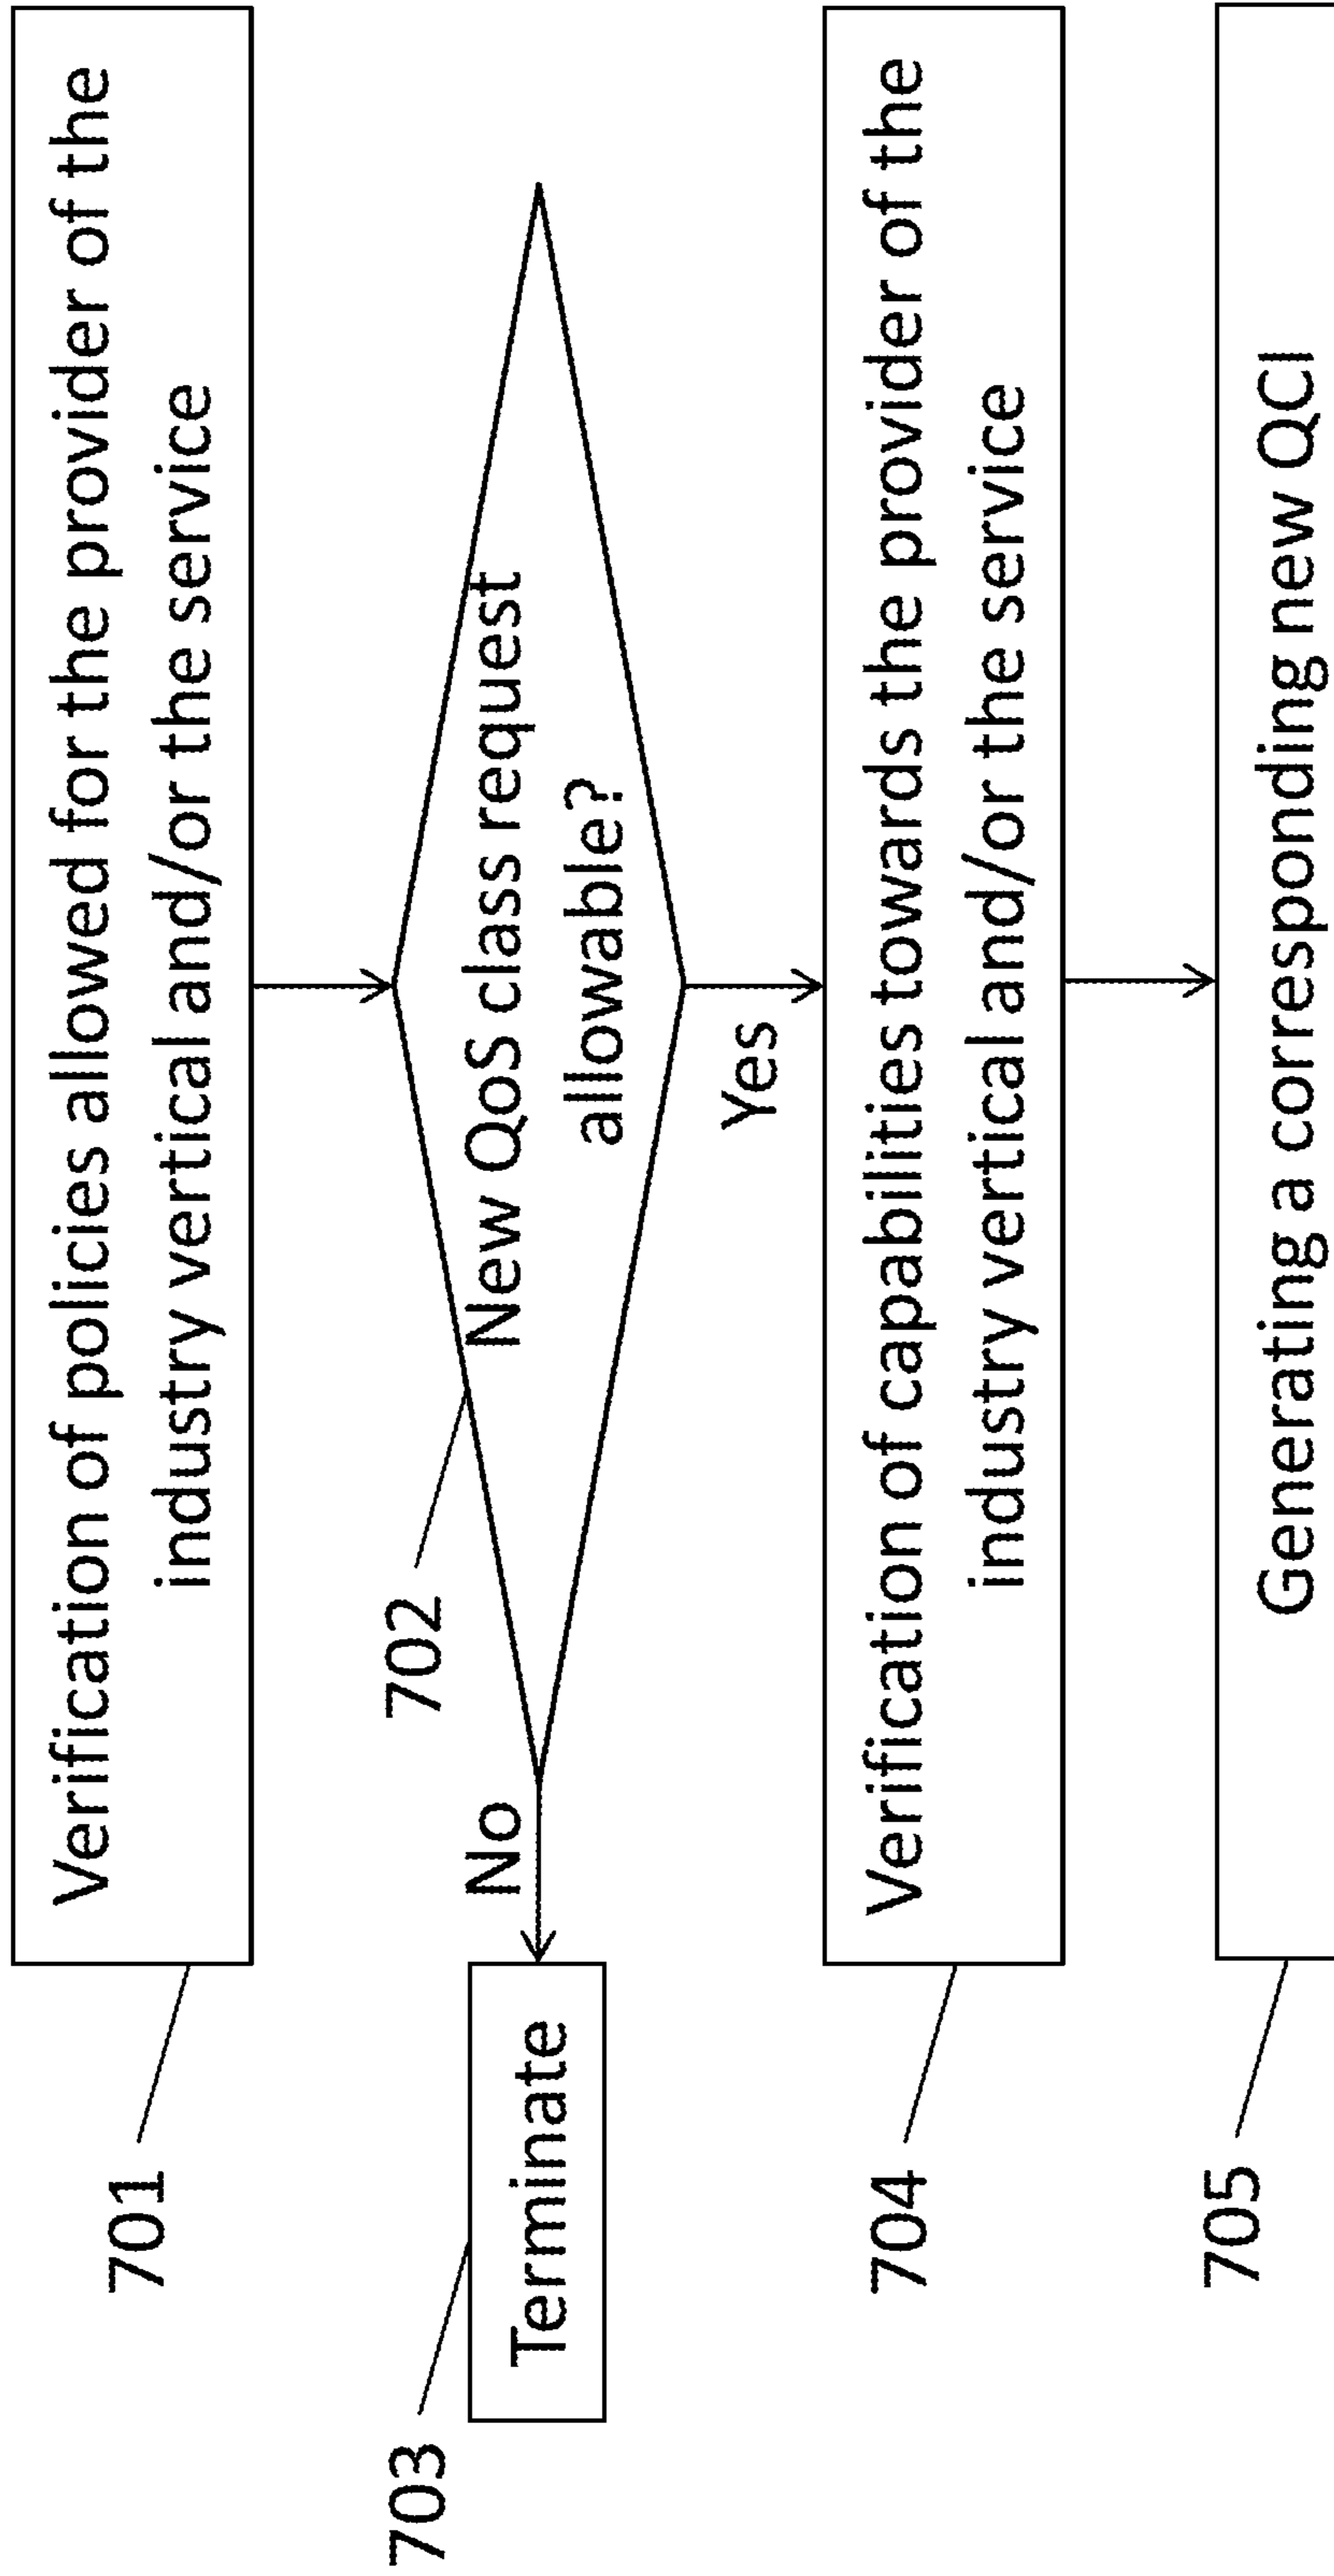 701
Verification of policies allowed for the provider of the
industry vertical and/or the service
702
New QoS class request
allowable?
No
703
Terminate
Yes
704
Verification of capabilities towards the provider of the
industry vertical and/or the service
705
Generating a corresponding new QCI